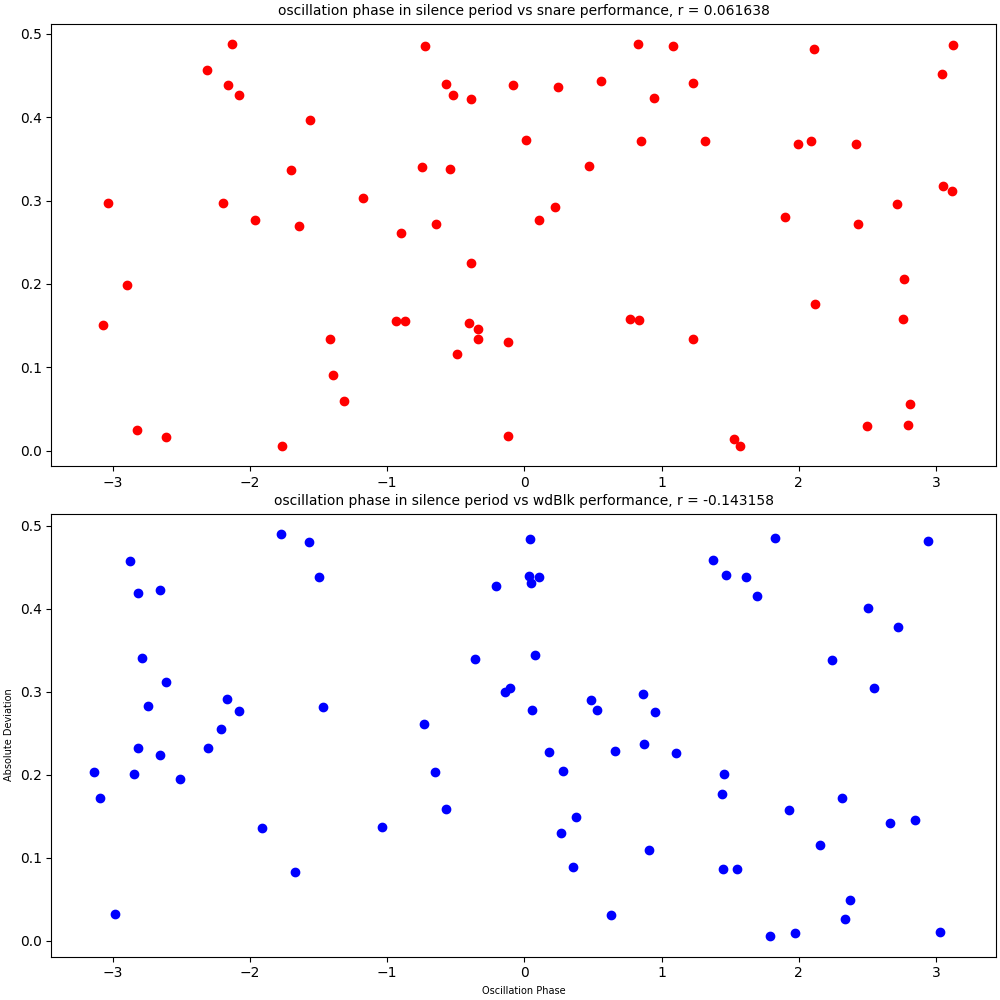 oscillation phase in silence period vs snare performance, r = 0.061638
0.5
0.4
0.3
0.2
0.1
0.0
−3 −2 −1 0 1 2 3
oscillation phase in silence period vs wdBlk performance, r = -0.143158
Absolute Deviation
0.5
0.4
0.3
0.2
0.1
0.0
−3 −2 −1 0 1 2 3
Oscillation Phase